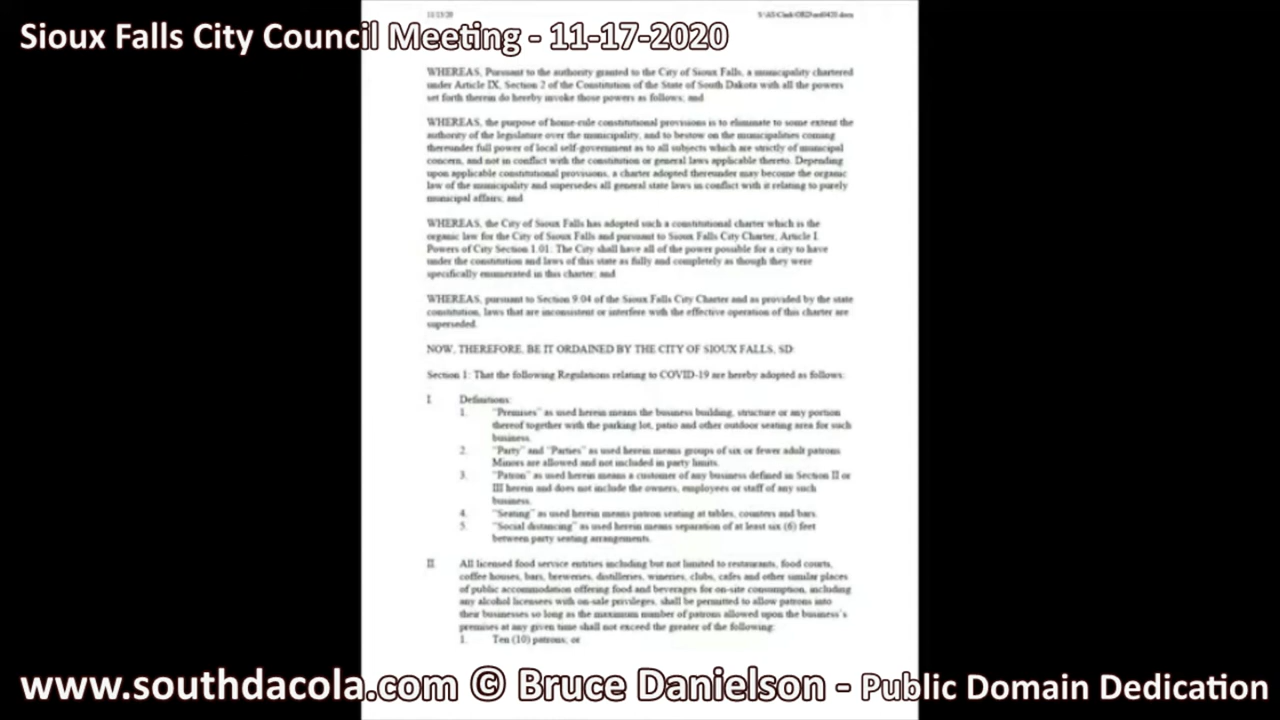 11/13/20
Sioux Falls City Council Meeting - 11-17-2020
WHEREAS, Pursuant to the authority granted to the City of Sioux Falls, a municipality chartered
under Article IX, Section 2 of the Constitution of the State of South Dakota with all the powers
set forth therein do hereby invoke those powers as follows; and
WHEREAS, the purpose of home-rule constitutional provisions is to eliminate to some extent the
authority of the legislature over the municipality, and to bestow on the municipalities coming
thereunder full power of local self-government as to all subjects which are strictly of municipal
concern, and not in conflict with the constitution or general laws applicable thereto. Depending
upon applicable constitutional provisions, a charter adopted thereunder may become the organic
law of the municipality and supersedes all general state laws in conflict with it relating to purely
municipal affairs, and
WHEREAS, the City of Sioux Falls has adopted such a constitutional charter which is the
organic law for the City of Sioux Falls and pursuant to Sioux Falls City Charter, Article I.
Powers of City Section 1.01. The City shall have all of the power possible for a city to have
under the constitution and laws of this state as fully and completely as though they were
specifically enumerated in this charter; and
WHEREAS, pursuant to Section 9.04 of the Sioux Falls City Charter and as provided by the state
constitution, laws that are inconsistent or interfere with the effective operation of this charter are
superseded.
NOW, THEREFORE, BE IT ORDAINED BY THE CITY OF SIOUX FALLS, SD:
Section 1: That the following Regulations relating to COVID-19 are hereby adopted as follows:
I. Definitions:
1. "Premises" as used herein means the business building, structure or any portion
thereof together with the parking lot, patio and other outdoor seating area for such
business.
2. "Party" and "Parties" as used herein means groups of six or fewer adult patrons.
Minors are allowed and not included in party limits.
3. "Patron" as used herein means a customer of any business defined in Section II or
III herein and does not include the owners, employees or staff of any such
business.
4. "Seating" as used herein means patron seating at tables, counters and bars.
5. "Social distancing" as used herein means separation of at least six (6) feet
between party seating arrangements.
II. All licensed food service entities including but not limited to restaurants, food courts,
coffee houses, bars, breweries, distilleries, wineries, clubs, cafes and other similar places
of public accommodation offering food and beverages for on-site consumption, including
any alcohol licensees with on-sale privileges, shall be permitted to allow patrons into
their businesses so long as the maximum number of patrons allowed upon the business's
premises at any given time shall not exceed the greater of the following:
1. Ten (10) patrons; or
www.southdacola.com © Bruce Danielson - Public Domain Dedication